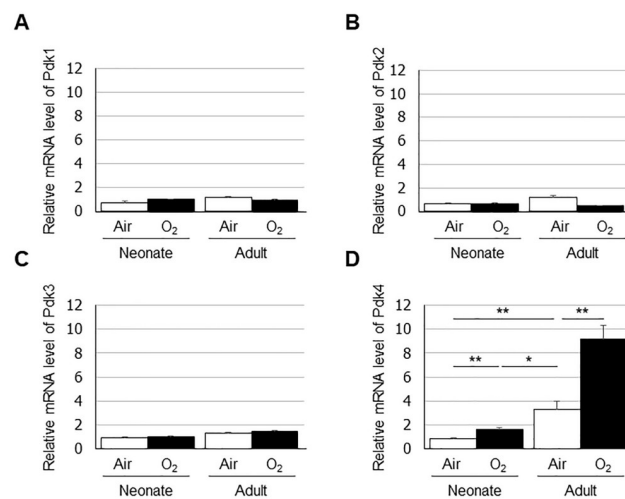 A
Relative mRNA level of Pdk1
12
10
8
6
4
2
0
Air O2 Air O2
Neonate Adult
B
Relative mRNA level of Pdk2
12
10
8
6
4
2
0
Air O2 Air O2
Neonate Adult
C
Relative mRNA level of Pdk3
12
10
8
6
4
2
0
Air O2 Air O2
Neonate Adult
D
Relative mRNA level of Pdk4
12
10
8
6
4
2
0
** **
** *
Air O2 Air O2
Neonate Adult